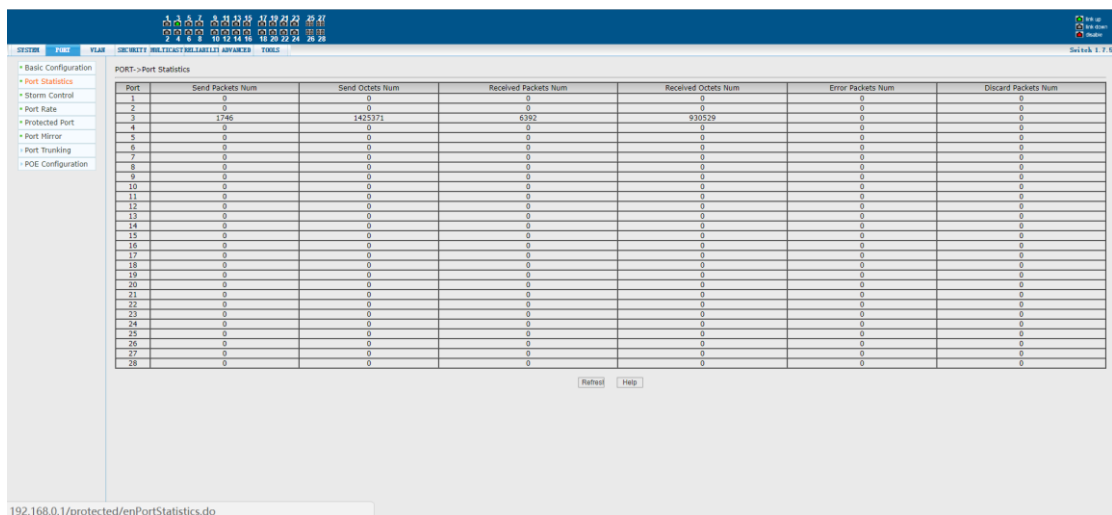 1 3 5 7 9 11 13 15 17 19 21 23 25 27
2 4 6 8 10 12 14 16 18 20 22 24 26 28
link up
link down
disable
SYSTEM PORT VLAN SECURITY MULTICAST RELIABILITY ADVANCED TOOLS
Basic Configuration
Port Statistics
Storm Control
Port Rate
Protected Port
Port Mirror
Port Trunking
POE Configuration
PORT->Port Statistics
Port Send Packets Num Send Octets Num Received Packets Num Received Octets Num Error Packets Num Discard Packets Num
1 0 0 0 0 0 0
2 0 0 0 0 0 0
3 1746 1425371 6392 930529 0 0
4 0 0 0 0 0 0
5 0 0 0 0 0 0
6 0 0 0 0 0 0
7 0 0 0 0 0 0
8 0 0 0 0 0 0
9 0 0 0 0 0 0
10 0 0 0 0 0 0
11 0 0 0 0 0 0
12 0 0 0 0 0 0
13 0 0 0 0 0 0
14 0 0 0 0 0 0
15 0 0 0 0 0 0
16 0 0 0 0 0 0
17 0 0 0 0 0 0
18 0 0 0 0 0 0
19 0 0 0 0 0 0
20 0 0 0 0 0 0
21 0 0 0 0 0 0
22 0 0 0 0 0 0
23 0 0 0 0 0 0
24 0 0 0 0 0 0
25 0 0 0 0 0 0
26 0 0 0 0 0 0
27 0 0 0 0 0 0
28 0 0 0 0 0 0
Refresl Help
192.168.0.1/protected/enPortStatistics.do